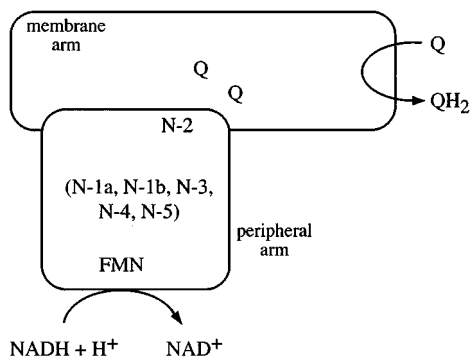 membrane
arm
Q
Q
Q
QH₂
N-2
(N-1a, N-1b, N-3,
N-4, N-5)
peripheral
arm
FMN
NADH + H⁺
NAD⁺